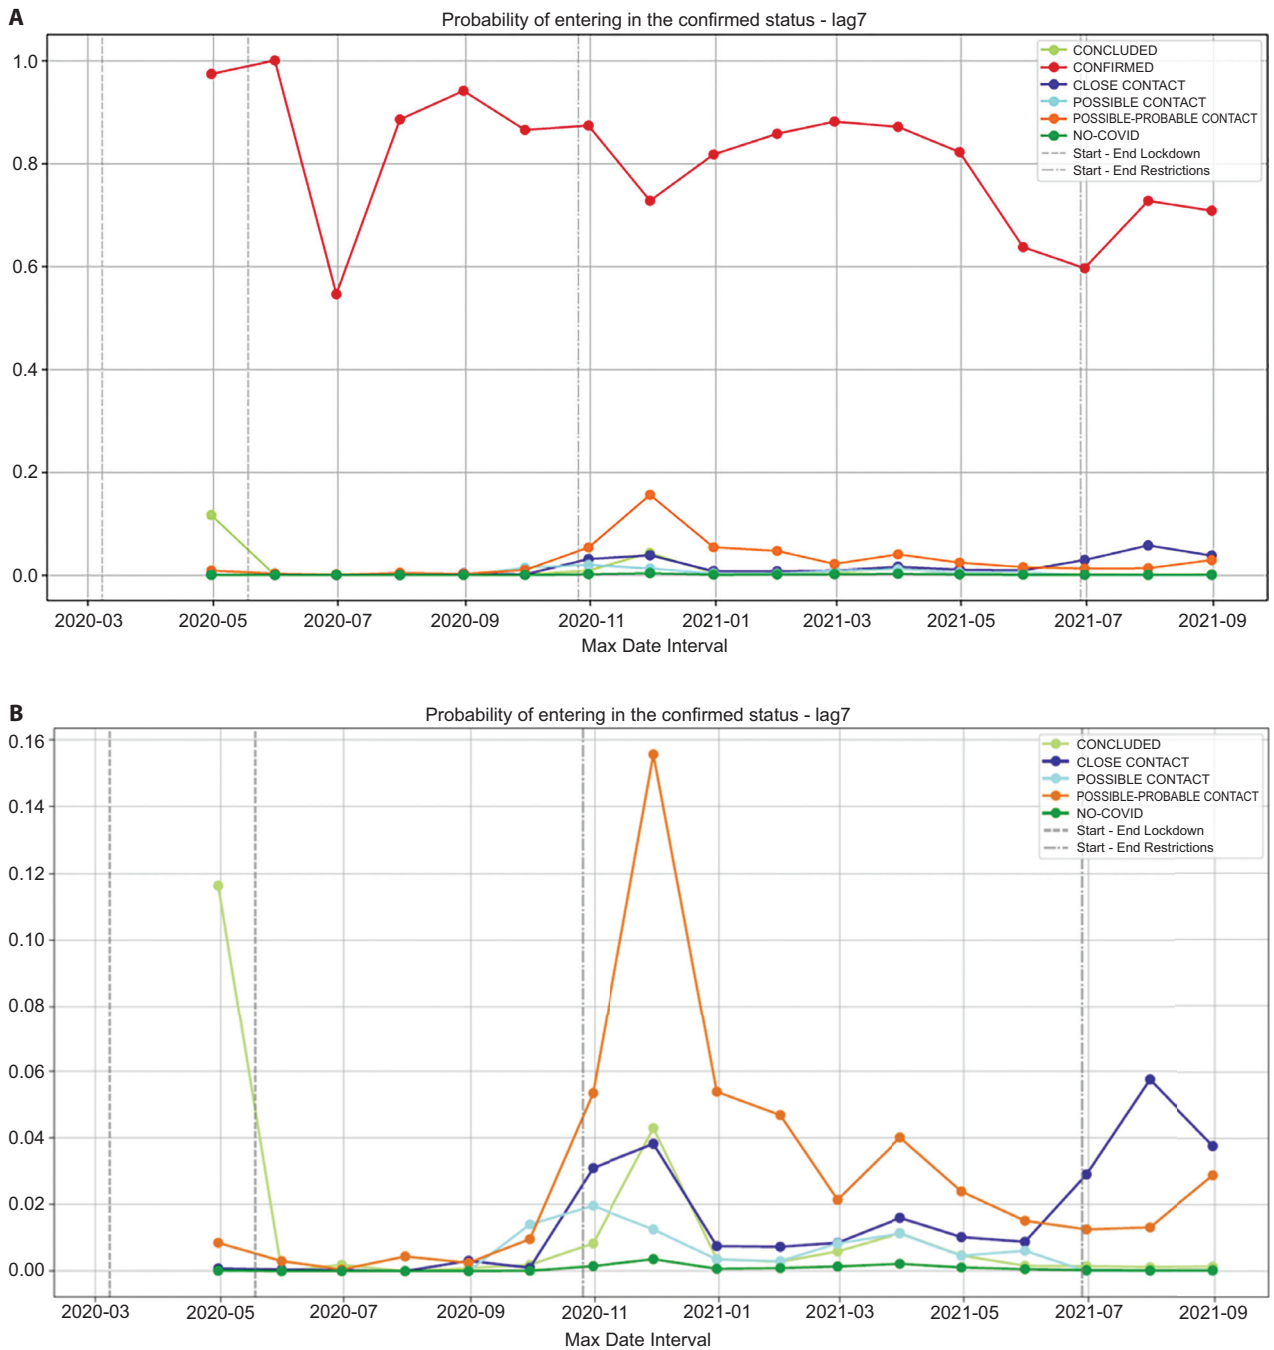 A
Probability of entering in the confirmed status - lag7
1.0
0.8
0.6
0.4
0.2
0.0
CONCLUDED
CONFIRMED
CLOSE CONTACT
POSSIBLE CONTACT
POSSIBLE-PROBABLE CONTACT
NO-COVID
Start - End Lockdown
Start - End Restrictions
2020-03 2020-05 2020-07 2020-09 2020-11 2021-01 2021-03 2021-05 2021-07 2021-09
Max Date Interval
B
Probability of entering in the confirmed status - lag7
0.16
0.14
0.12
0.10
0.08
0.06
0.04
0.02
0.00
CONCLUDED
CLOSE CONTACT
POSSIBLE CONTACT
POSSIBLE-PROBABLE CONTACT
NO-COVID
Start - End Lockdown
Start - End Restrictions
2020-03 2020-05 2020-07 2020-09 2020-11 2021-01 2021-03 2021-05 2021-07 2021-09
Max Date Interval